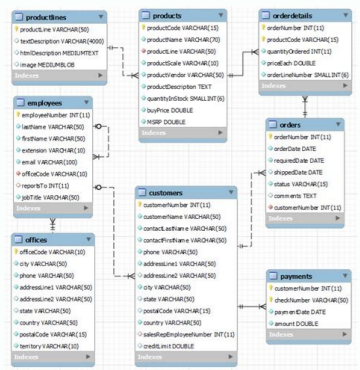 productlines
productLine VARCHAR(50)
textDescription VARCHAR(4000)
htmlDescription MEDIUMTEXT
image MEDIUMBLOB
Indexes
products
productCode VARCHAR(15)
productName VARCHAR(70)
productLine VARCHAR(50)
productScale VARCHAR(10)
productVendor VARCHAR(50)
productDescription TEXT
quantityInStock SMALLINT(6)
buyPrice DOUBLE
MSRP DOUBLE
Indexes
orderdetails
orderNumber INT(11)
productCode VARCHAR(15)
quantityOrdered INT(11)
priceEach DOUBLE
orderLineNumber SMALLINT(6)
Indexes
employees
employeeNumber INT(11)
lastName VARCHAR(50)
firstName VARCHAR(50)
extension VARCHAR(10)
email VARCHAR(100)
officeCode VARCHAR(10)
reportsTo INT(11)
jobTitle VARCHAR(50)
Indexes
orders
orderNumber INT(11)
orderDate DATE
requiredDate DATE
shippedDate DATE
status VARCHAR(15)
comments TEXT
customerNumber INT(11)
Indexes
customers
customerNumber INT(11)
customerName VARCHAR(50)
contactLastName VARCHAR(50)
contactFirstName VARCHAR(50)
phone VARCHAR(50)
addressLine1 VARCHAR(50)
addressLine2 VARCHAR(50)
city VARCHAR(50)
state VARCHAR(50)
postalCode VARCHAR(15)
country VARCHAR(50)
salesRepEmployeeNumber INT(11)
creditLimit DOUBLE
Indexes
offices
officeCode VARCHAR(10)
city VARCHAR(50)
phone VARCHAR(50)
addressLine1 VARCHAR(50)
addressLine2 VARCHAR(50)
state VARCHAR(50)
country VARCHAR(50)
postalCode VARCHAR(15)
territory VARCHAR(10)
Indexes
payments
customerNumber INT(11)
checkNumber VARCHAR(50)
paymentDate DATE
amount DOUBLE
Indexes